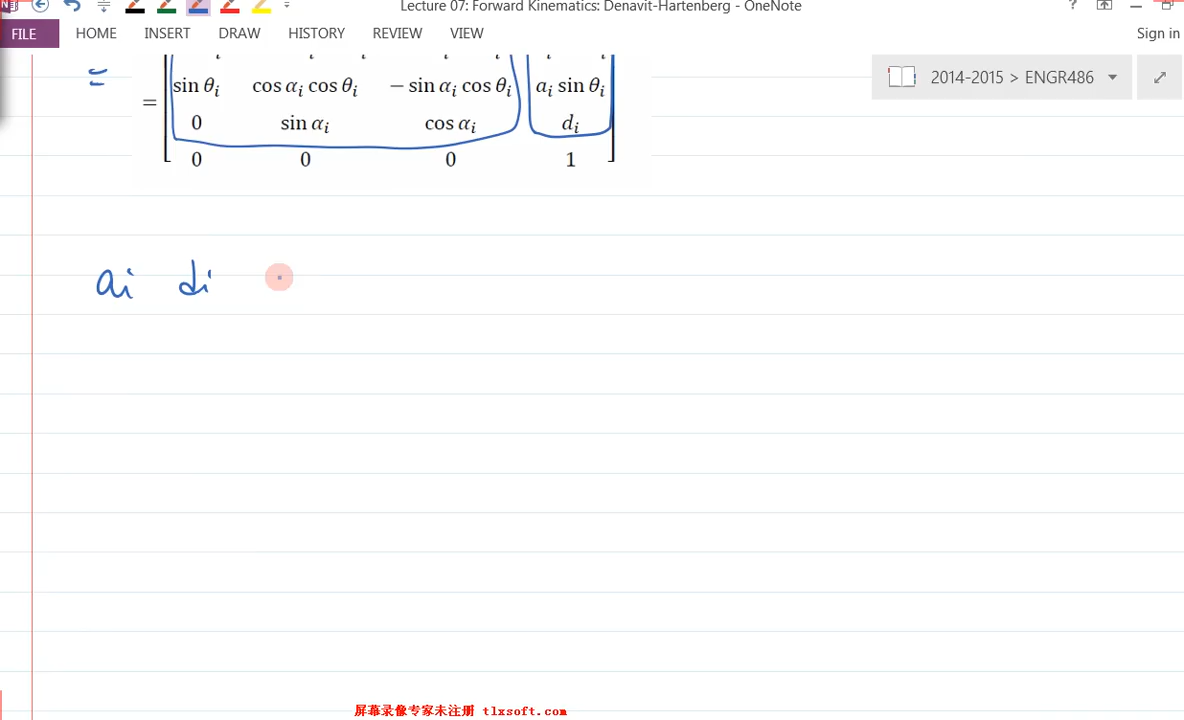 Lecture 07: Forward Kinematics: Denavit-Hartenberg - OneNote ?
FILE HOME INSERT DRAW HISTORY REVIEW VIEW Sign in
2014-2015 > ENGR486
sin θi cos αi cos θi − sin αi cos θi ai sin θi
=
0 sin αi cos αi di
0 0 0 1
ai di
屏幕录像专家未注册 tlxsoft.com